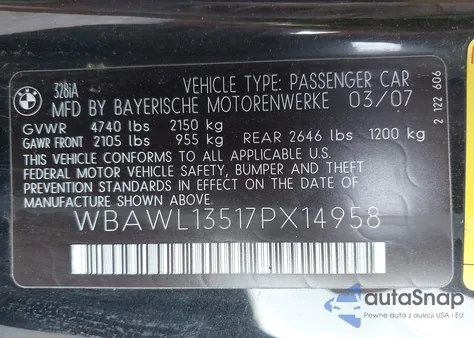 BMW
328iA
VEHICLE TYPE: PASSENGER CAR
MFD BY BAYERISCHE MOTORENWERKE 03/07
GVWR 4740 lbs 2150 kg
GAWR FRONT 2105 lbs 955 kg REAR 2646 lbs 1200 kg
THIS VEHICLE CONFORMS TO ALL APPLICABLE U.S.
FEDERAL MOTOR VEHICLE SAFETY, BUMPER AND THEFT
PREVENTION STANDARDS IN EFFECT ON THE DATE OF
MANUFACTURE SHOWN ABOVE.
WBAWL13517PX14958
2 122 606
autoSnap
Pewne auta z aukcji USA i EU